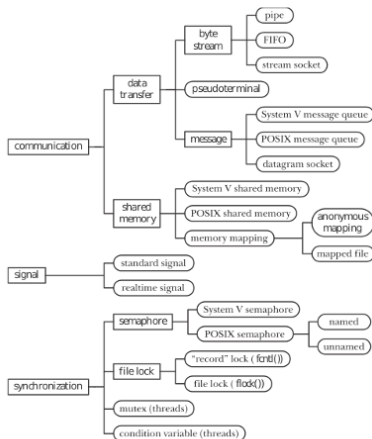 pipe
byte
stream
FIFO
stream socket
data
transfer
pseudoterminal
System V message queue
message
POSIX message queue
datagram socket
communication
System V shared memory
shared
memory
POSIX shared memory
anonymous
mapping
memory mapping
mapped file
standard signal
signal
realtime signal
System V semaphore
semaphore
named
POSIX semaphore
unnamed
"record" lock ( fcntl())
file lock
file lock ( flock())
synchronization
mutex (threads)
condition variable (threads)